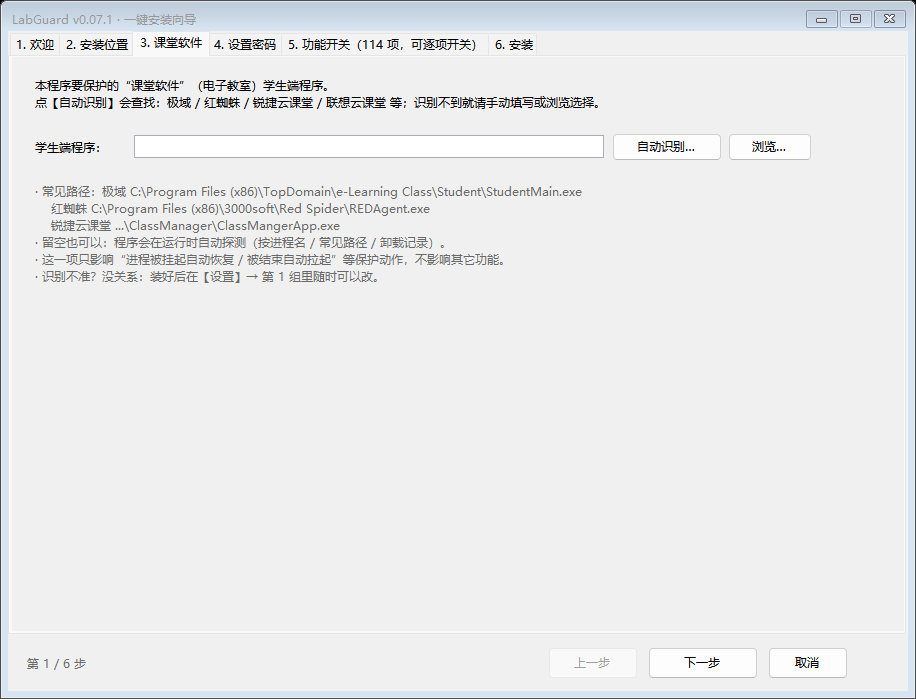 LabGuard v0.07.1 · 一键安装向导
1. 欢迎 2. 安装位置 3. 课堂软件 4. 设置密码 5. 功能开关（114 项，可逐项开关） 6. 安装
本程序要保护的“课堂软件”（电子教室）学生端程序。
点【自动识别】会查找：极域 / 红蜘蛛 / 锐捷云课堂 / 联想云课堂 等；识别不到就请手动填写或浏览选择。
学生端程序： 自动识别... 浏览...
· 常见路径：极域 C:\Program Files (x86)\TopDomain\e-Learning Class\Student\StudentMain.exe
红蜘蛛 C:\Program Files (x86)\3000soft\Red Spider\REDAgent.exe
锐捷云课堂 ...\ClassManager\ClassMangerApp.exe
· 留空也可以：程序会在运行时自动探测（按进程名 / 常见路径 / 卸载记录）。
· 这一项只影响“进程被挂起自动恢复 / 被结束自动拉起”等保护动作，不影响其它功能。
· 识别不准？没关系：装好后在【设置】→ 第 1 组里随时可以改。
第 1 / 6 步 上一步 下一步 取消